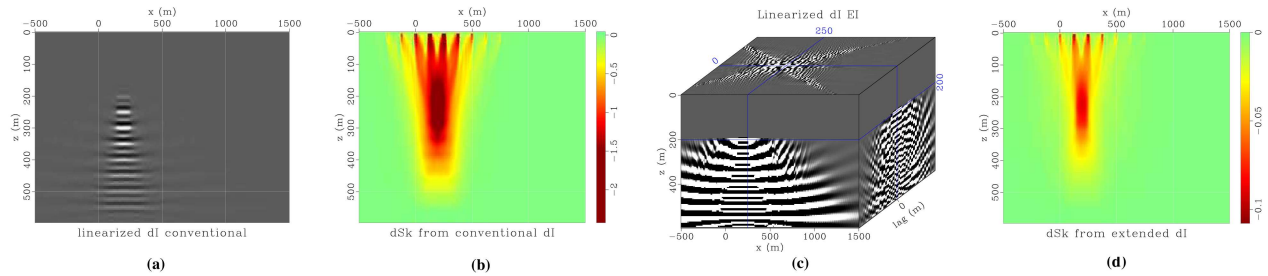 x (m)
−500 0 500 1000 1500
0
100
200
300
400
500
z (m)
linearized dI conventional
(a)
x (m)
−500 0 500 1000 1500
0
100
200
300
400
500
z (m)
0
−0.5
−1
−1.5
−2
dSk from conventional dI
(b)
Linearized dI EI
250
0
200
0
200
400
z (m)
−500 0 500 1000 1500
x (m)
0
lag (m)
(c)
x (m)
−500 0 500 1000 1500
0
100
200
300
400
500
z (m)
0
−0.05
−0.1
dSk from extended dI
(d)